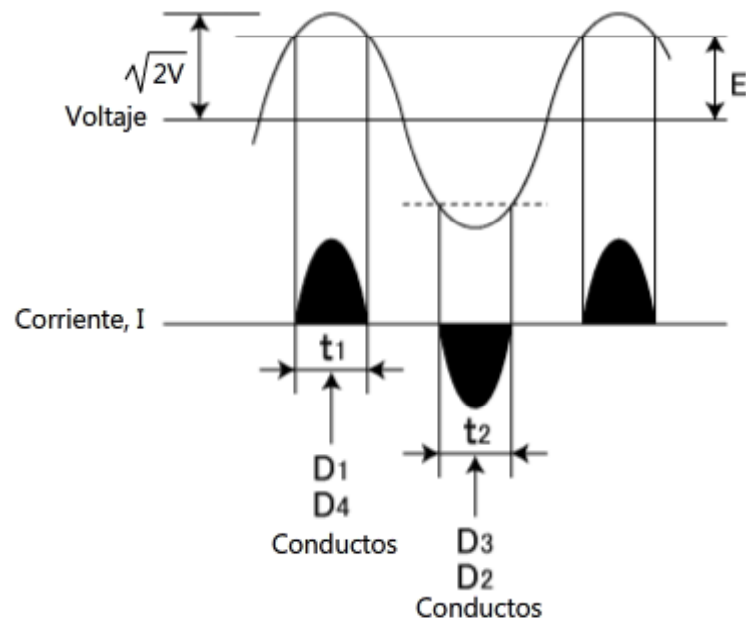 √2V
E
Voltaje
Corriente, I
t1
t2
D1
D4
Conductos
D3
D2
Conductos